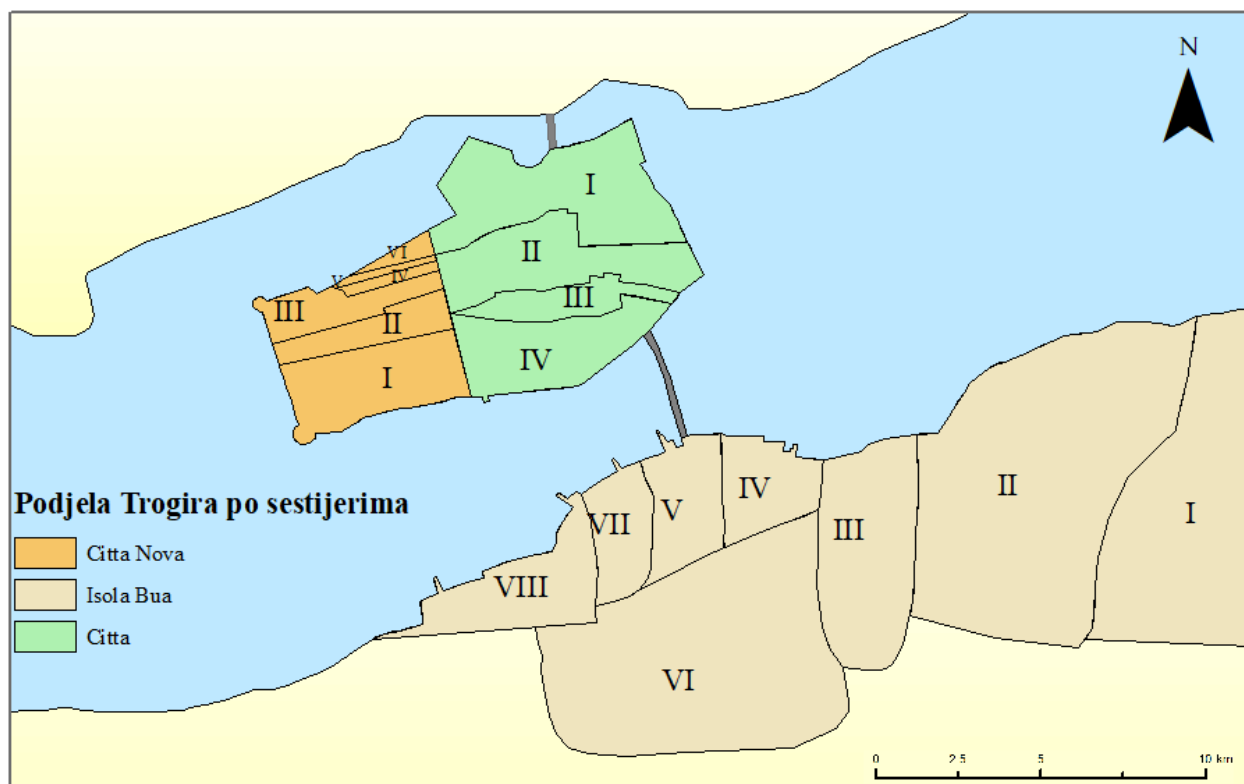 N
I
II
III
IV
VI
V
IV
III
II
I
Podjela Trogira po sestijerima
Citta Nova
Isola Bua
Citta
I
II
III
IV
V
VII
VIII
VI
0 2.5 5 10 km